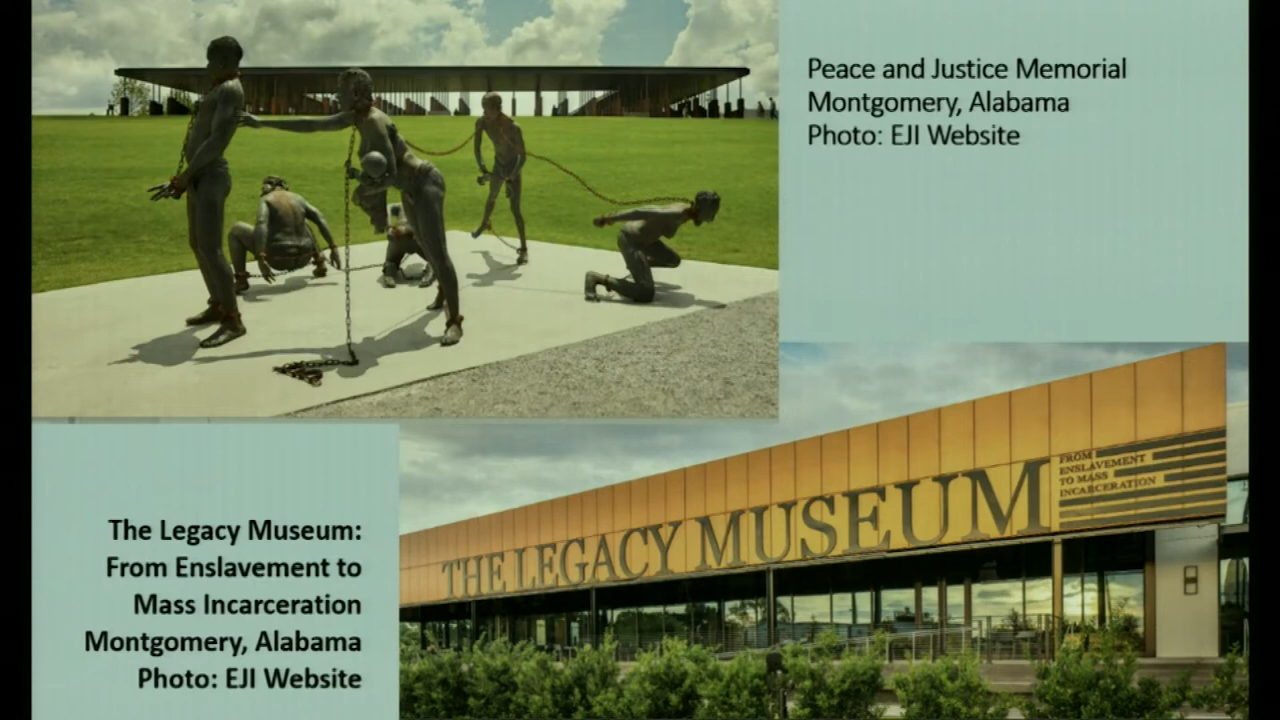 Peace and Justice Memorial
Montgomery, Alabama
Photo: EJI Website
THE LEGACY MUSEUM
FROM
ENSLAVEMENT
TO MASS
INCARCERATION
The Legacy Museum:
From Enslavement to
Mass Incarceration
Montgomery, Alabama
Photo: EJI Website